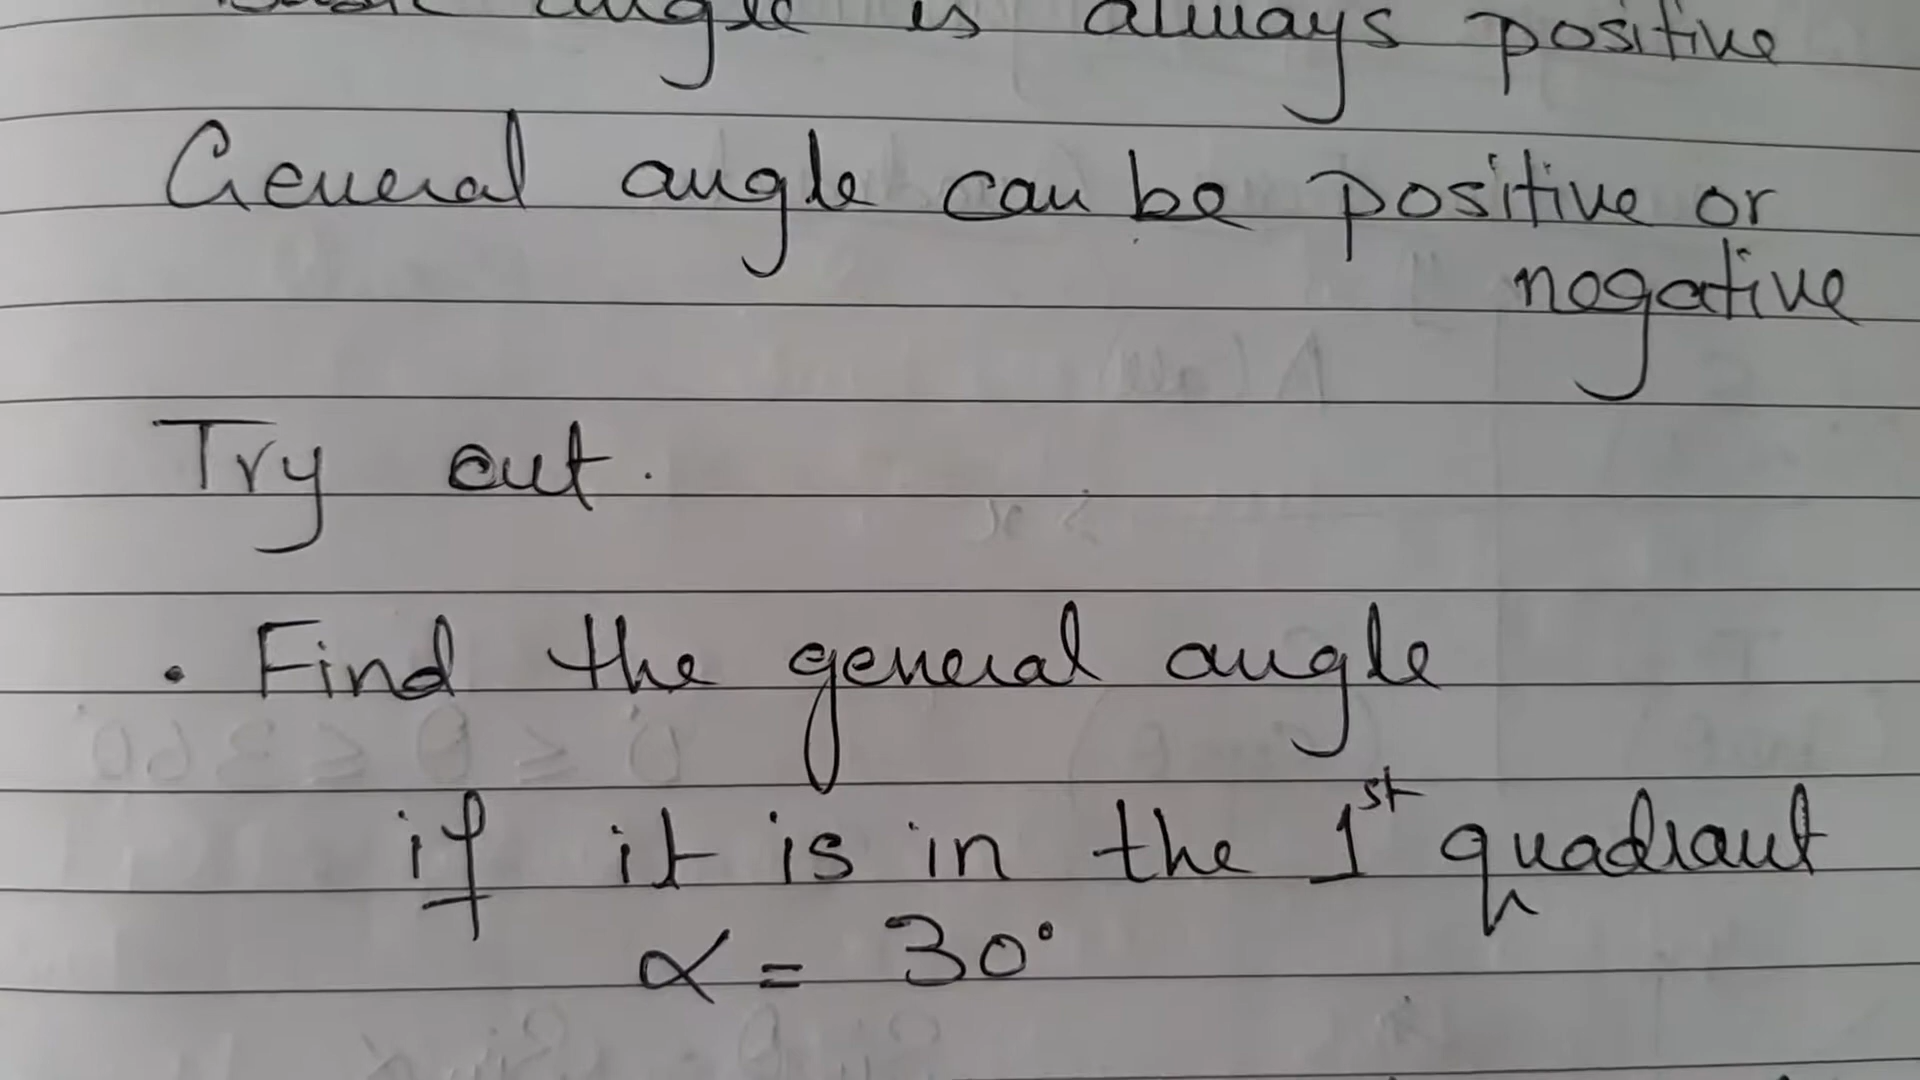 angle is always positive
General angle can be positive or
negative
Try out.
• Find the general angle
if it is in the 1st quadrant
α = 30°